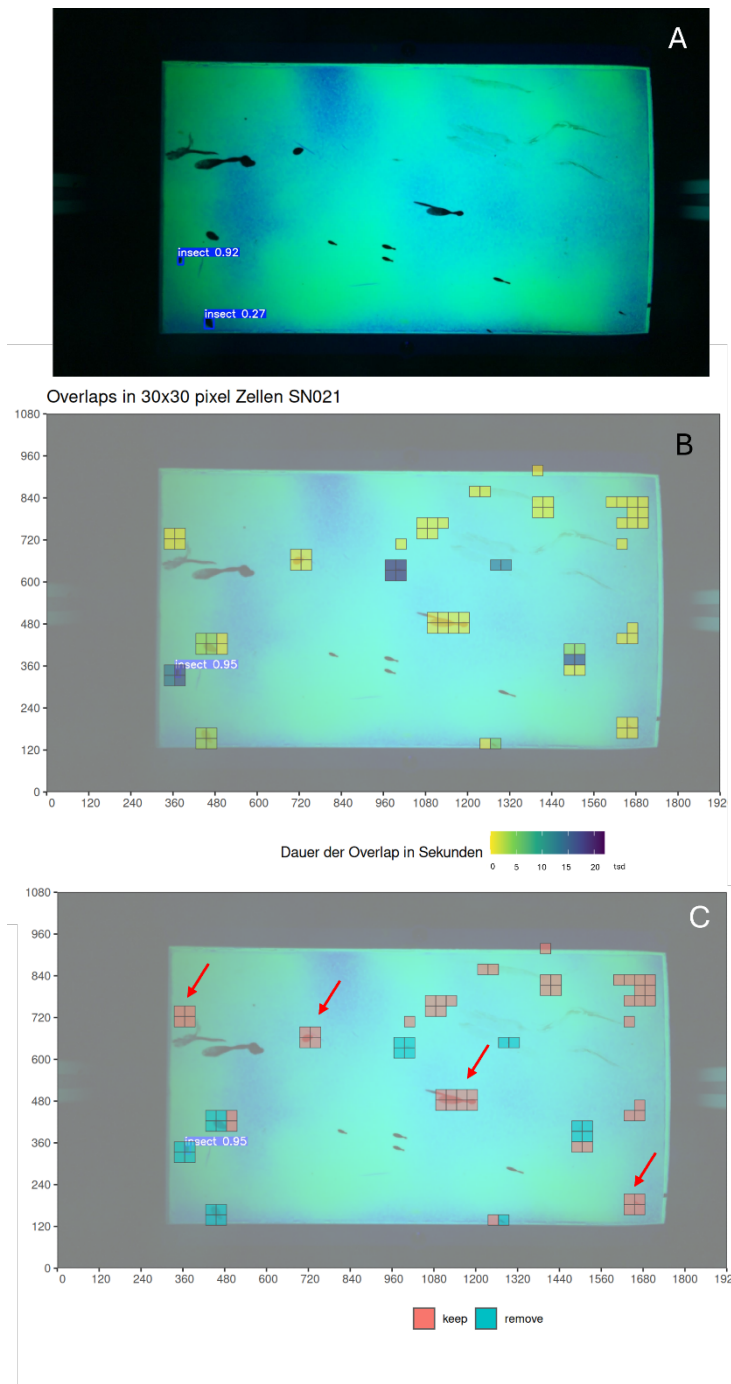 A
insect 0.92
insect 0.27
Overlaps in 30x30 pixel Zellen SN021
B
1080
960
840
720
600
480
360
240
120
0
insect 0.95
0 120 240 360 480 600 720 840 960 1080 1200 1320 1440 1560 1680 1800 192
Dauer der Overlap in Sekunden
0 5 10 15 20 tsd
C
1080
960
840
720
600
480
360
240
120
0
insect 0.95
0 120 240 360 480 600 720 840 960 1080 1200 1320 1440 1560 1680 1800 192
keep remove